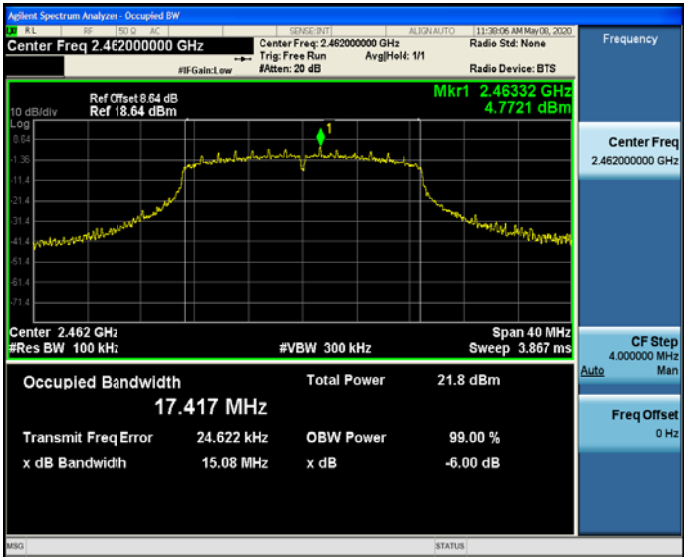 Agilent Spectrum Analyzer - Occupied BW
RL RF 50 Ω AC SENSE:INT ALIGNAUTO 11:38:06 AM May 08, 2020
Center Freq 2.462000000 GHz Center Freq: 2.462000000 GHz Radio Std: None
Trig: Free Run Avg|Hold: 1/1
#IFGain:Low #Atten: 20 dB Radio Device: BTS
Frequency
Ref Offset 8.64 dB Mkr1 2.46332 GHz
10 dB/div Ref 18.64 dBm 4.7721 dBm
Log
1
8.64
-1.36
-11.4
-21.4
-31.4
-41.4
-51.4
-61.4
-71.4
Center 2.462 GHz Span 40 MHz
#Res BW 100 kHz #VBW 300 kHz Sweep 3.867 ms
Occupied Bandwidth Total Power 21.8 dBm
17.417 MHz
Transmit Freq Error 24.622 kHz OBW Power 99.00 %
x dB Bandwidth 15.08 MHz x dB -6.00 dB
Center Freq
2.462000000 GHz
CF Step
4.000000 MHz
Auto Man
Freq Offset
0 Hz
MSG STATUS